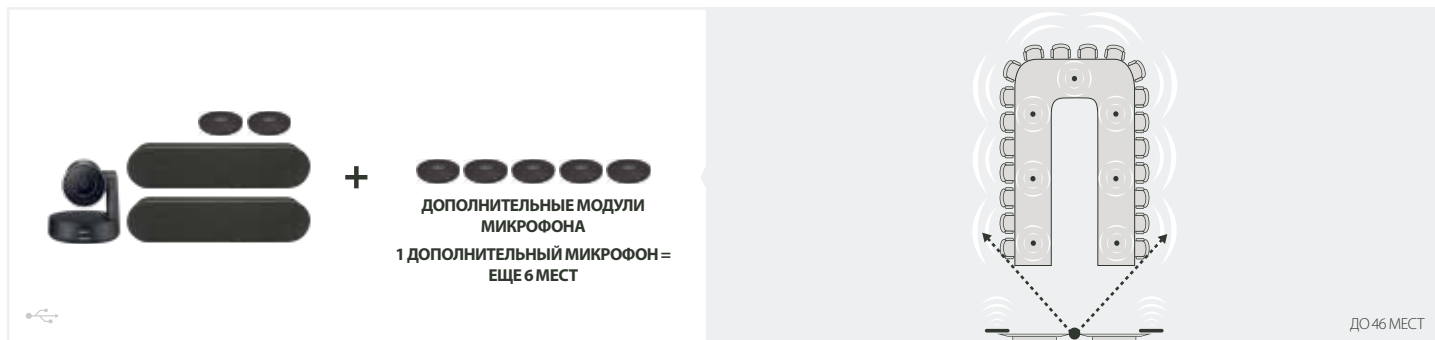 +
ДОПОЛНИТЕЛЬНЫЕ МОДУЛИ
МИКРОФОНА
1 ДОПОЛНИТЕЛЬНЫЙ МИКРОФОН =
ЕЩЕ 6 МЕСТ
ДО 46 МЕСТ